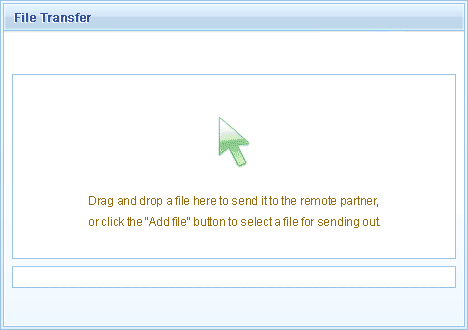 File Transfer
Drag and drop a file here to send it to the remote partner,
or click the "Add file" button to select a file for sending out.